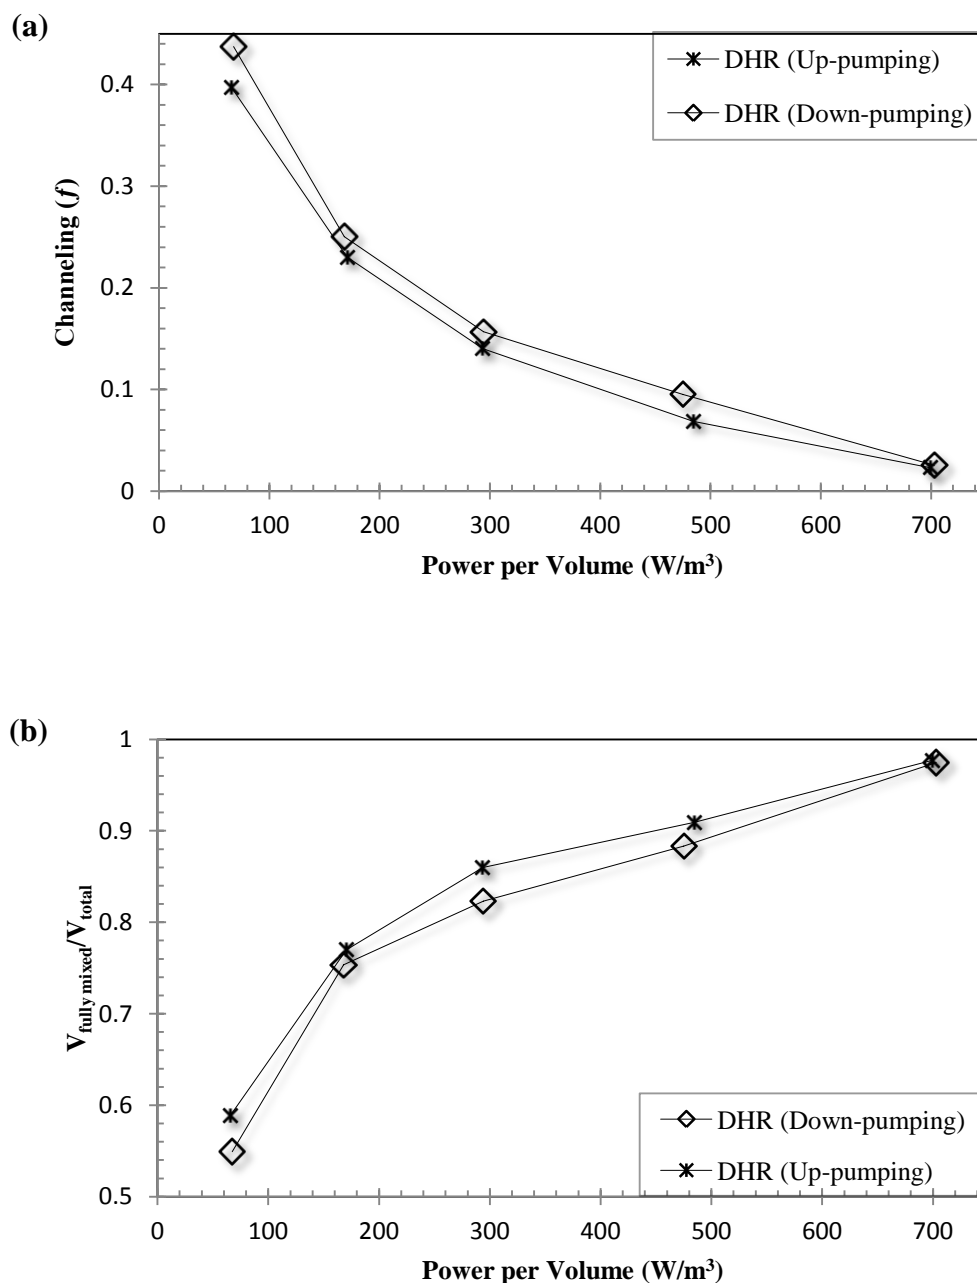 (a)
DHR (Up-pumping)
DHR (Down-pumping)
0.4
0.3
0.2
0.1
0
Channeling (f)
0 100 200 300 400 500 600 700
Power per Volume (W/m³)
(b)
1
0.9
0.8
0.7
0.6
0.5
V fully mixed/V total
DHR (Down-pumping)
DHR (Up-pumping)
0 100 200 300 400 500 600 700
Power per Volume (W/m³)